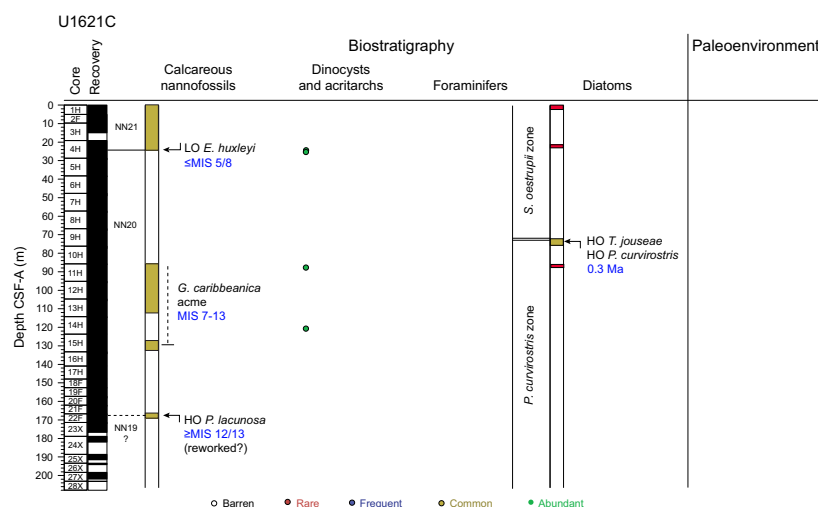 U1621C
Biostratigraphy
Paleoenvironment
Core
Recovery
Calcareous
nannofossils
Dinocysts
and acritarchs
Foraminifers
Diatoms
Depth CSF-A (m)
0
10
20
30
40
50
60
70
80
90
100
110
120
130
140
150
160
170
180
190
200
1H
2F
3H
4H
5H
6H
7H
8H
9H
10H
11H
12H
13H
14H
15H
16H
17H
18F
19F
20F
21F
22F
23X
24X
25X
26X
27X
28X
NN21
NN20
NN19
?
LO E. huxleyi
≤MIS 5/8
G. caribbeanica
acme
MIS 7-13
HO P. lacunosa
≥MIS 12/13
(reworked?)
S. oestrupii zone
P. curvirostris zone
HO T. jouseae
HO P. curvirostris
0.3 Ma
Barren Rare Frequent Common Abundant